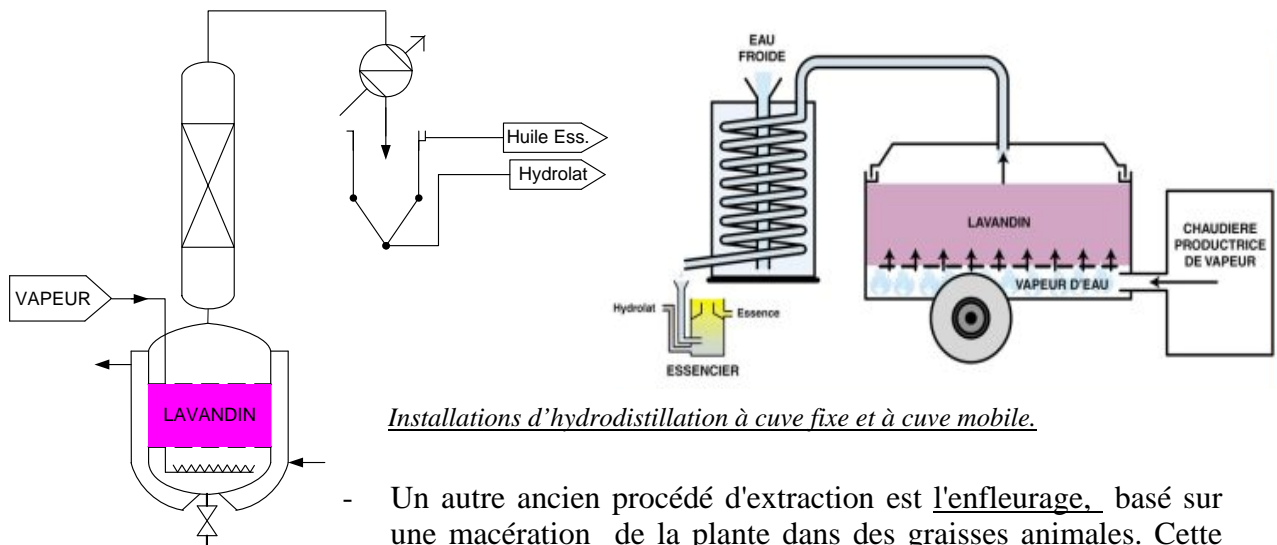 EAU
FROIDE
Huile Ess.
Hydrolat
LAVANDIN
CHAUDIERE
PRODUCTRICE
DE VAPEUR
VAPEUR
VAPEUR D'EAU
Hydrolat
Essence
ESSENCIER
LAVANDIN
Installations d’hydrodistillation à cuve fixe et à cuve mobile.
- Un autre ancien procédé d'extraction est l'enfleurage, basé sur
une macération de la plante dans des graisses animales. Cette